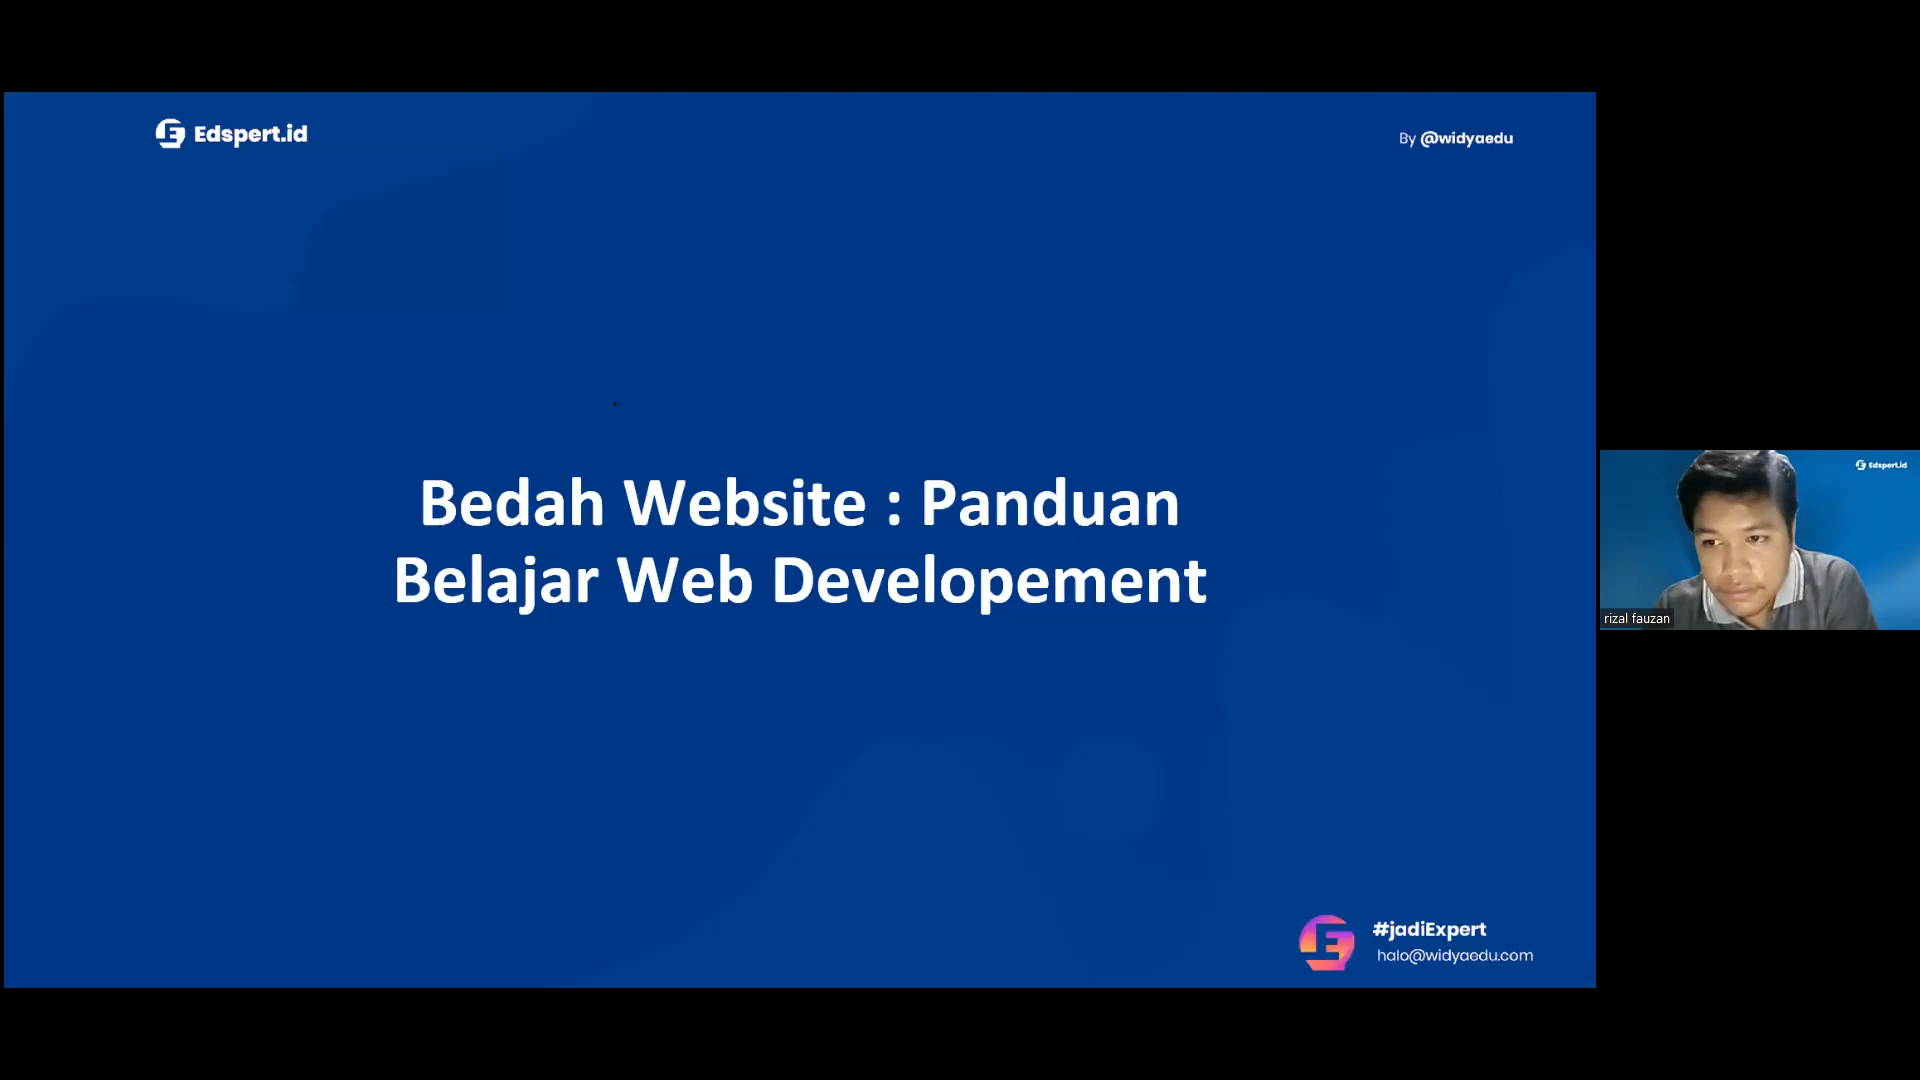 Edspert.id
By @widyaedu
Bedah Website : Panduan
Belajar Web Developement
Edspert.id
rizal fauzan
#jadiExpert
halo@widyaedu.com